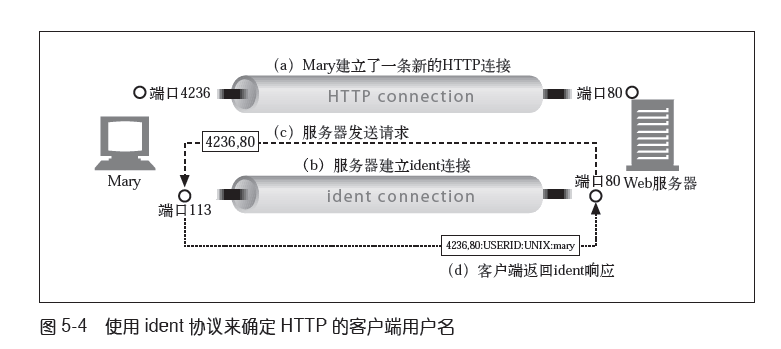 (a) Mary建立了一条新的HTTP连接
端口4236
HTTP connection
端口80
4236,80
(c) 服务器发送请求
(b) 服务器建立ident连接
Mary
端口113
ident connection
端口80
Web服务器
4236,80:USERID:UNIX:mary
(d) 客户端返回ident响应
图 5-4 使用 ident 协议来确定 HTTP 的客户端用户名